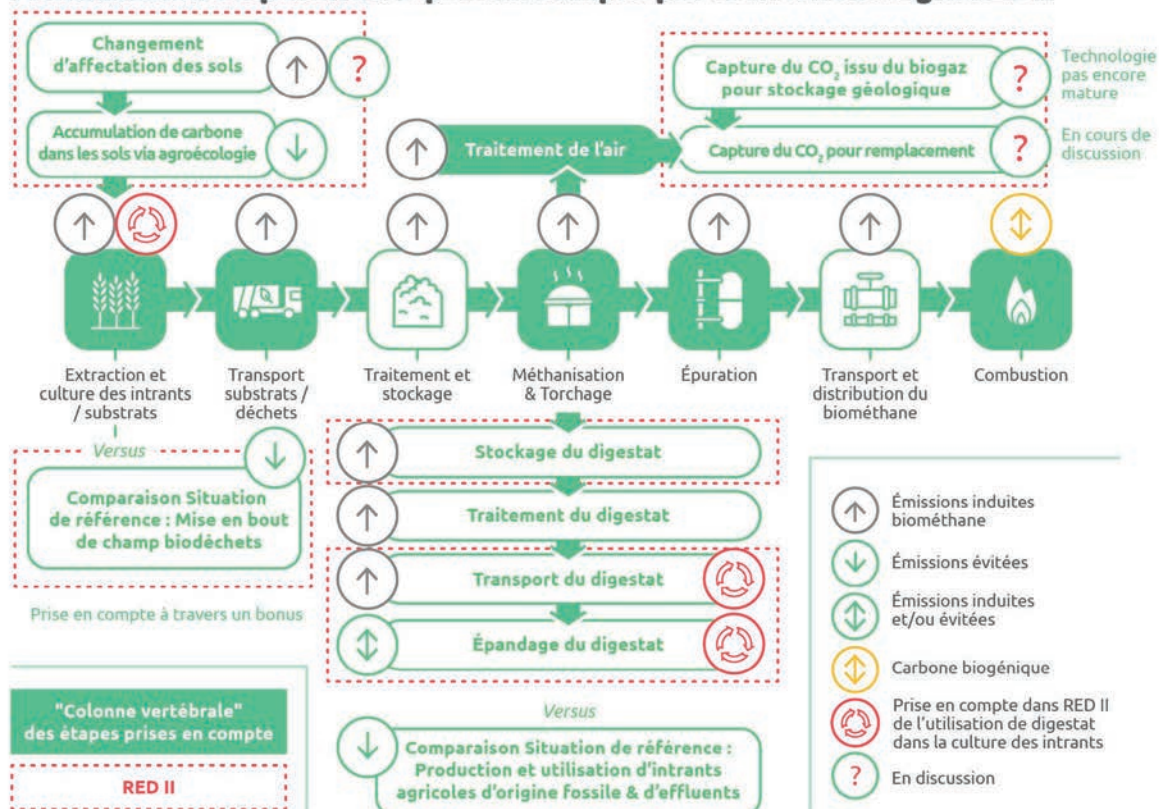 Changement
d'affectation des sols
?
Accumulation de carbone
dans les sols via agroécologie
Capture du CO₂ issu du biogaz
pour stockage géologique
?
Technologie
pas encore
mature
Traitement de l'air
Capture du CO₂ pour remplacement
?
En cours de
discussion
Extraction et
culture des intrants
/ substrats
Transport
substrats /
déchets
Traitement et
stockage
Méthanisation
& Torchage
Épuration
Transport et
distribution du
biométhane
Combustion
Versus
Comparaison Situation
de référence : Mise en bout
de champ biodéchets
Prise en compte à travers un bonus
Stockage du digestat
Traitement du digestat
Transport du digestat
Épandage du digestat
Versus
Comparaison Situation de référence :
Production et utilisation d'intrants
agricoles d'origine fossile & d'effluents
"Colonne vertébrale"
des étapes prises en compte
RED II
Émissions induites
biométhane
Émissions évitées
Émissions induites
et/ou évitées
Carbone biogénique
Prise en compte dans RED II
de l'utilisation de digestat
dans la culture des intrants
?
En discussion